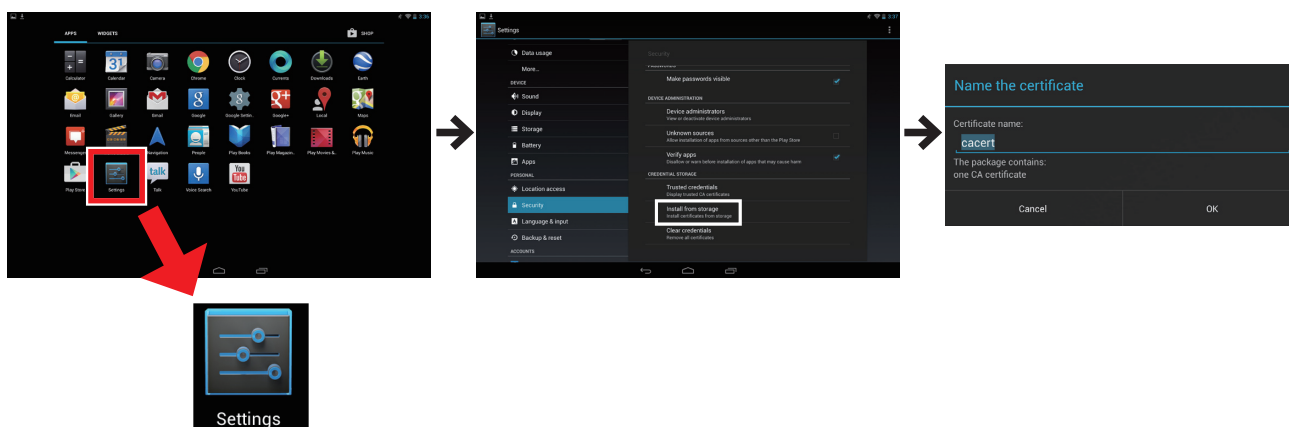 3:36
APPS WIDGETS SHOP
Calculator Calendar Camera Chrome Clock Currents Downloads Earth
Email Gallery Gmail Google Google Settin.. Google+ Local Maps
Messenger Navigation People Play Books Play Magazin.. Play Movies &.. Play Music
Play Store Settings Talk Voice Search YouTube
Settings
3:37
Settings
Data usage
More...
DEVICE
Sound
Display
Storage
Battery
Apps
PERSONAL
Location access
Security
Language & input
Backup & reset
ACCOUNTS
Security
Make passwords visible
DEVICE ADMINISTRATION
Device administrators
View or deactivate device administrators
Unknown sources
Allow installation of apps from sources other than the Play Store
Verify apps
Disallow or warn before installation of apps that may cause harm
CREDENTIAL STORAGE
Trusted credentials
Display trusted CA certificates
Install from storage
Install certificates from storage
Clear credentials
Remove all certificates
Name the certificate
Certificate name:
cacert
The package contains:
one CA certificate
Cancel OK